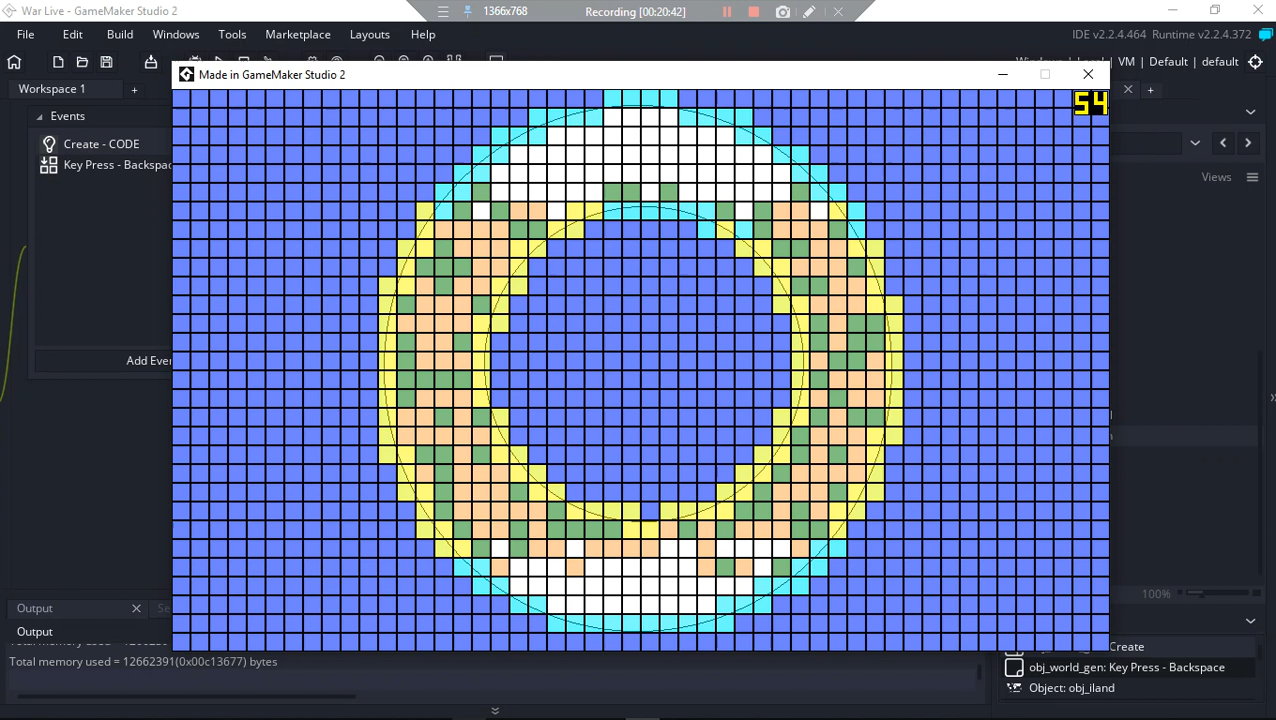 War Live - GameMaker Studio 2
1366x768
Recording [00:20:42]
File Edit Build Windows Tools Marketplace Layouts Help
IDE v2.2.4.464 Runtime v2.2.4.372
Local | VM | Default | default
Workspace 1
Made in GameMaker Studio 2
54
Events
Create - CODE
Key Press - Backspa
Views
Add Eve
100%
Output
Output
Total memory used = 12662391(0x00c13677) bytes
Create
obj_world_gen: Key Press - Backspace
Object: obj_iland